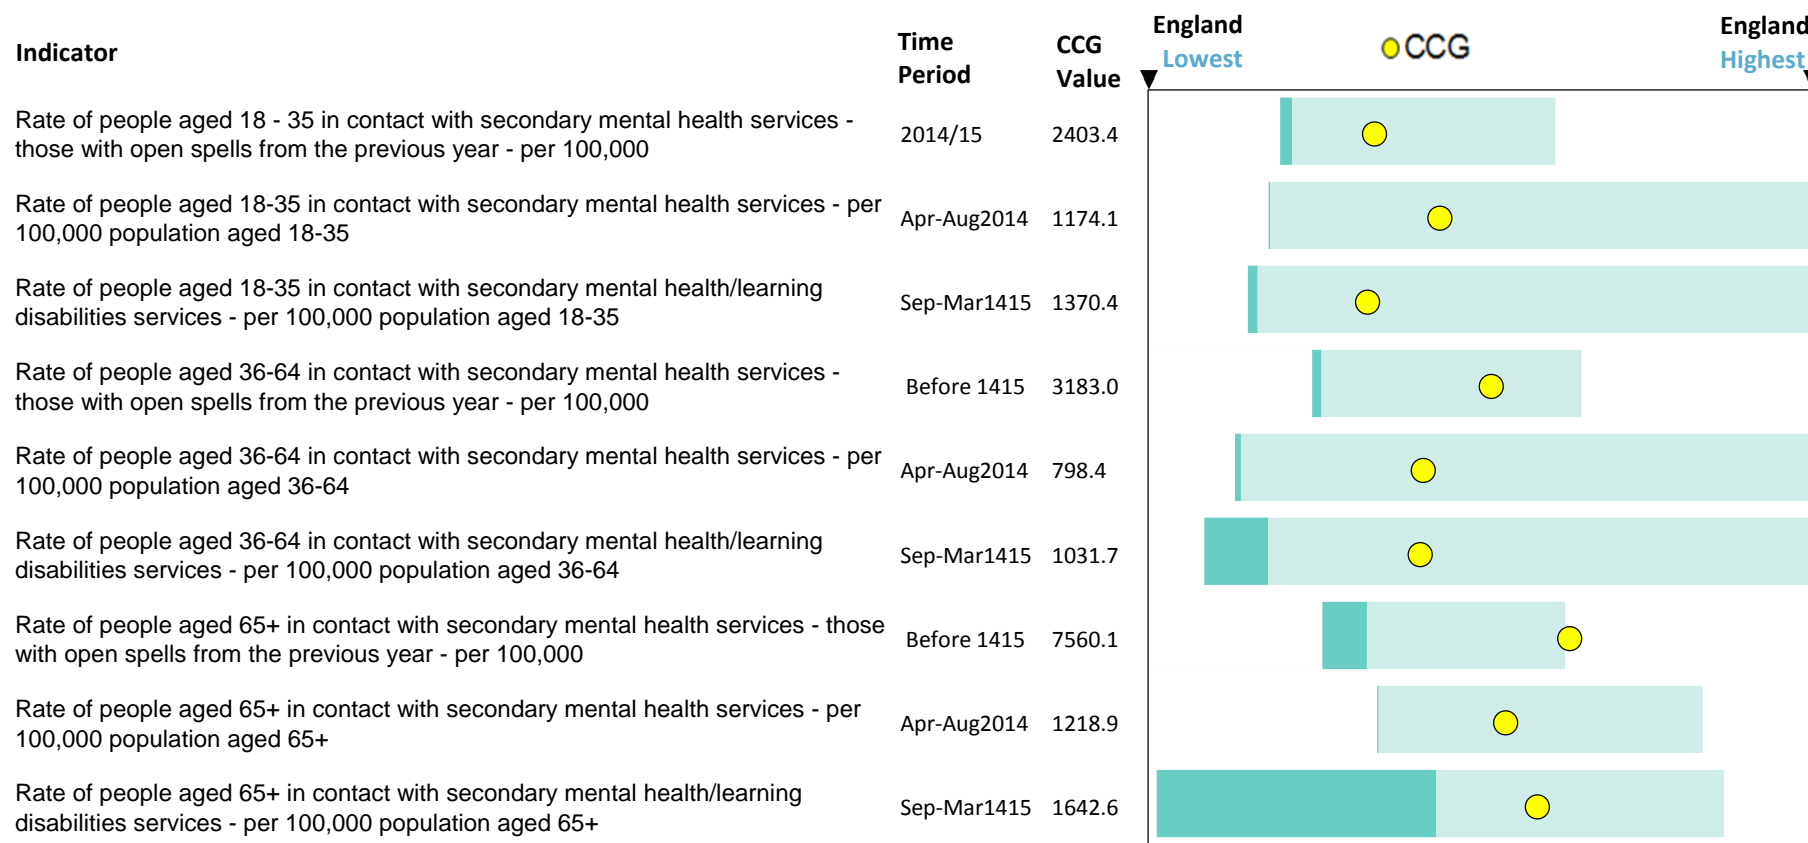 Indicator
Time
Period
CCG
Value
England
Lowest
CCG
England
Highest
Rate of people aged 18 - 35 in contact with secondary mental health services -
those with open spells from the previous year - per 100,000
2014/15
2403.4
Rate of people aged 18-35 in contact with secondary mental health services - per
100,000 population aged 18-35
Apr-Aug2014
1174.1
Rate of people aged 18-35 in contact with secondary mental health/learning
disabilities services - per 100,000 population aged 18-35
Sep-Mar1415
1370.4
Rate of people aged 36-64 in contact with secondary mental health services -
those with open spells from the previous year - per 100,000
Before 1415
3183.0
Rate of people aged 36-64 in contact with secondary mental health services - per
100,000 population aged 36-64
Apr-Aug2014
798.4
Rate of people aged 36-64 in contact with secondary mental health/learning
disabilities services - per 100,000 population aged 36-64
Sep-Mar1415
1031.7
Rate of people aged 65+ in contact with secondary mental health services - those
with open spells from the previous year - per 100,000
Before 1415
7560.1
Rate of people aged 65+ in contact with secondary mental health services - per
100,000 population aged 65+
Apr-Aug2014
1218.9
Rate of people aged 65+ in contact with secondary mental health/learning
disabilities services - per 100,000 population aged 65+
Sep-Mar1415
1642.6